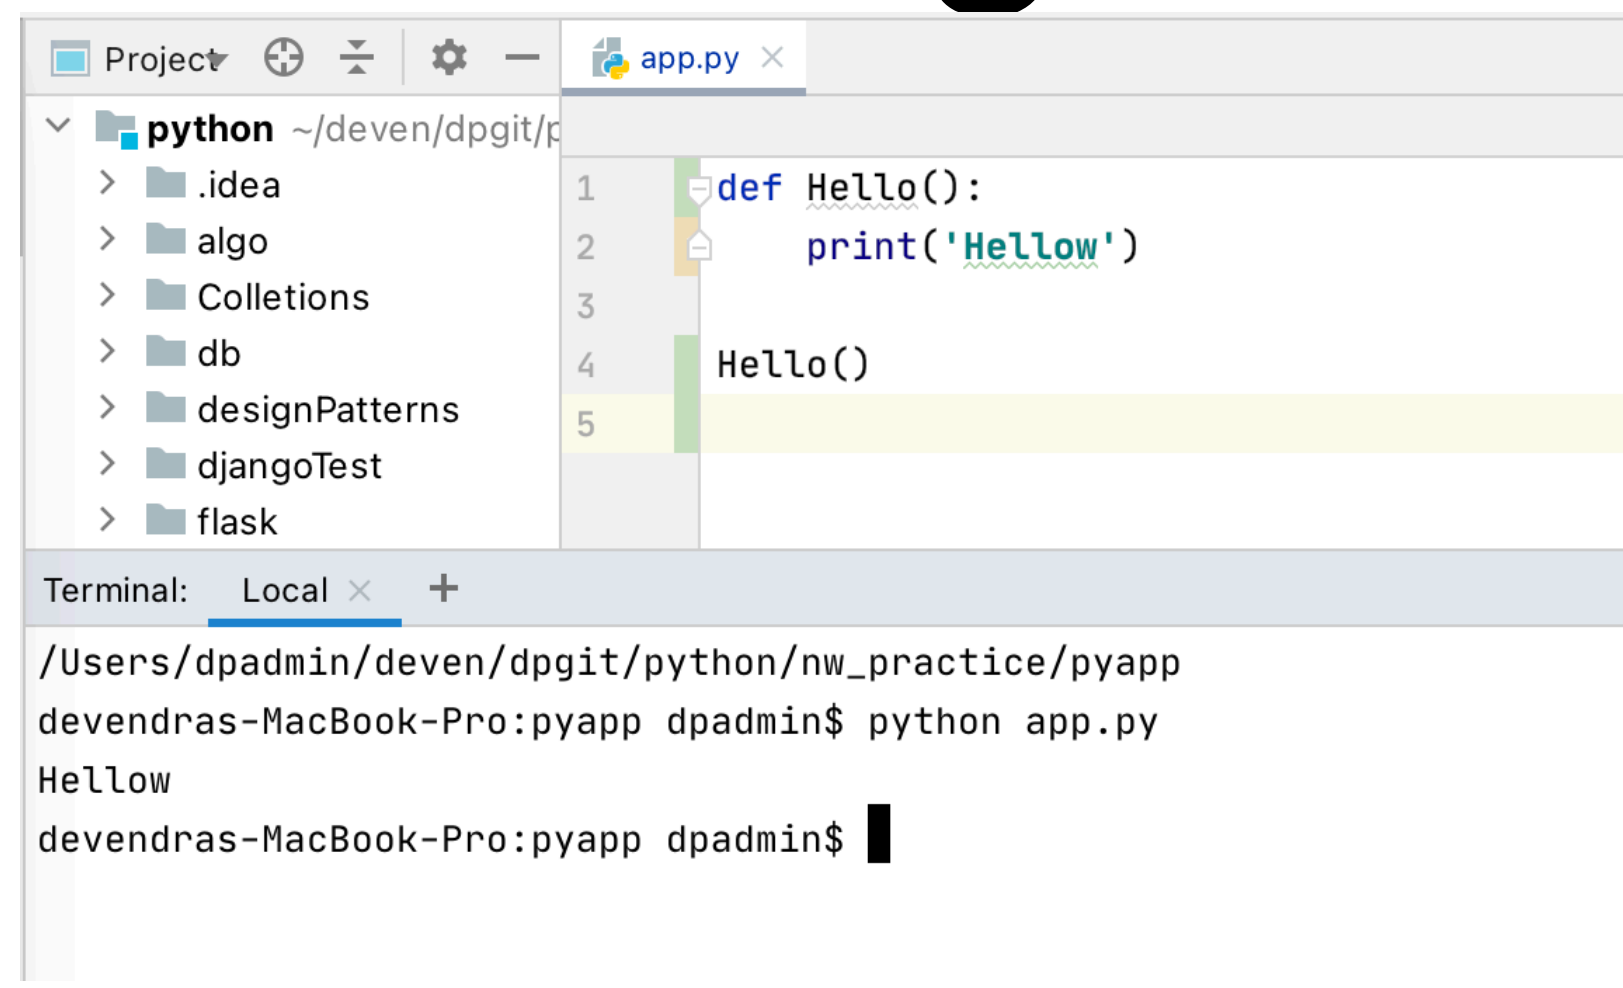 Project
app.py
python ~/deven/dpgit/p
.idea
algo
Colletions
db
designPatterns
djangoTest
flask
1 def Hello():
2     print('Hellow')
3
4 Hello()
5
Terminal: Local
/Users/dpadmin/deven/dpgit/python/nw_practice/pyapp
devendras-MacBook-Pro:pyapp dpadmin$ python app.py
Hellow
devendras-MacBook-Pro:pyapp dpadmin$